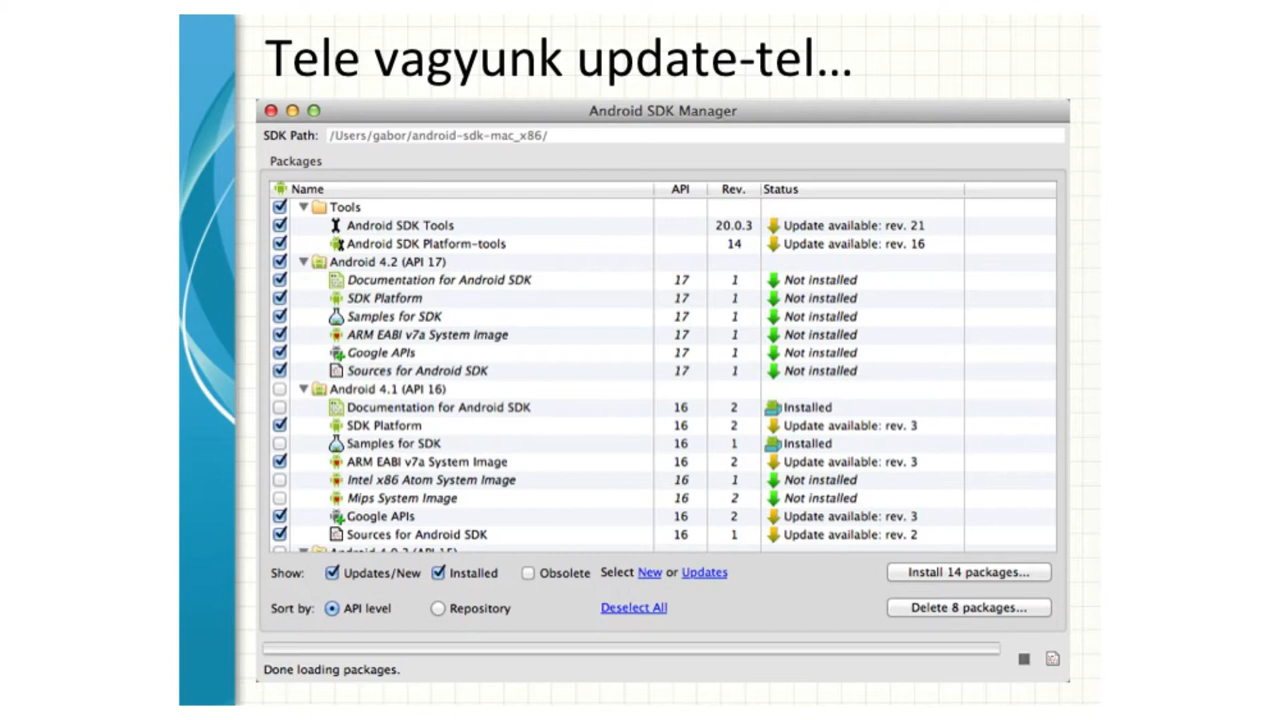 Tele vagyunk update-tel...
Android SDK Manager
SDK Path: /Users/gabor/android-sdk-mac_x86/
Packages
Name API Rev. Status
Tools
Android SDK Tools 20.0.3 Update available: rev. 21
Android SDK Platform-tools 14 Update available: rev. 16
Android 4.2 (API 17)
Documentation for Android SDK 17 1 Not installed
SDK Platform 17 1 Not installed
Samples for SDK 17 1 Not installed
ARM EABI v7a System Image 17 1 Not installed
Google APIs 17 1 Not installed
Sources for Android SDK 17 1 Not installed
Android 4.1 (API 16)
Documentation for Android SDK 16 2 Installed
SDK Platform 16 2 Update available: rev. 3
Samples for SDK 16 1 Installed
ARM EABI v7a System Image 16 2 Update available: rev. 3
Intel x86 Atom System Image 16 1 Not installed
Mips System Image 16 2 Not installed
Google APIs 16 2 Update available: rev. 3
Sources for Android SDK 16 1 Update available: rev. 2
Show: Updates/New Installed Obsolete Select New or Updates Install 14 packages...
Sort by: API level Repository Deselect All Delete 8 packages...
Done loading packages.